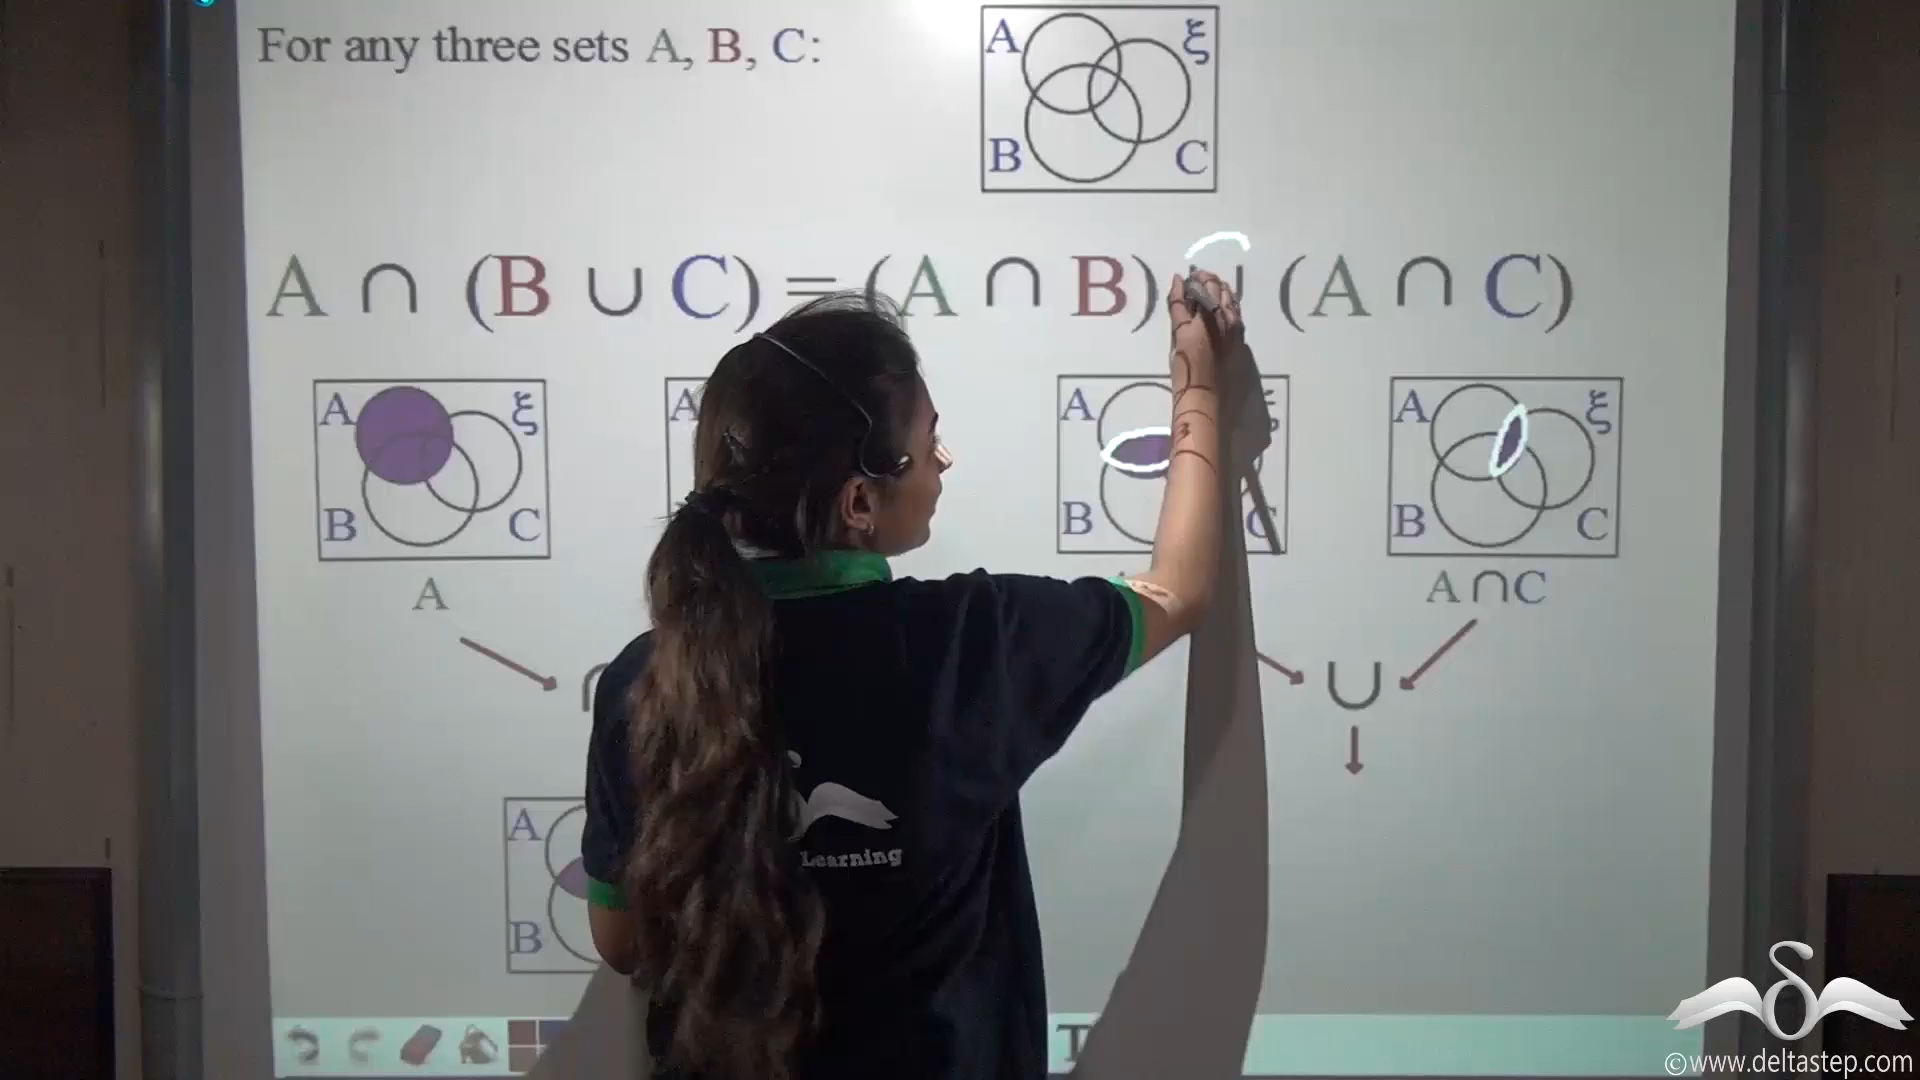 For any three sets A, B, C:
A ξ
B C
A ∩ (B ∪ C) = (A ∩ B) ∪ (A ∩ C)
A ξ A A ξ A ξ
B C B C B C
A A∩C
∪
A
B
Learning
T
©www.deltastep.com